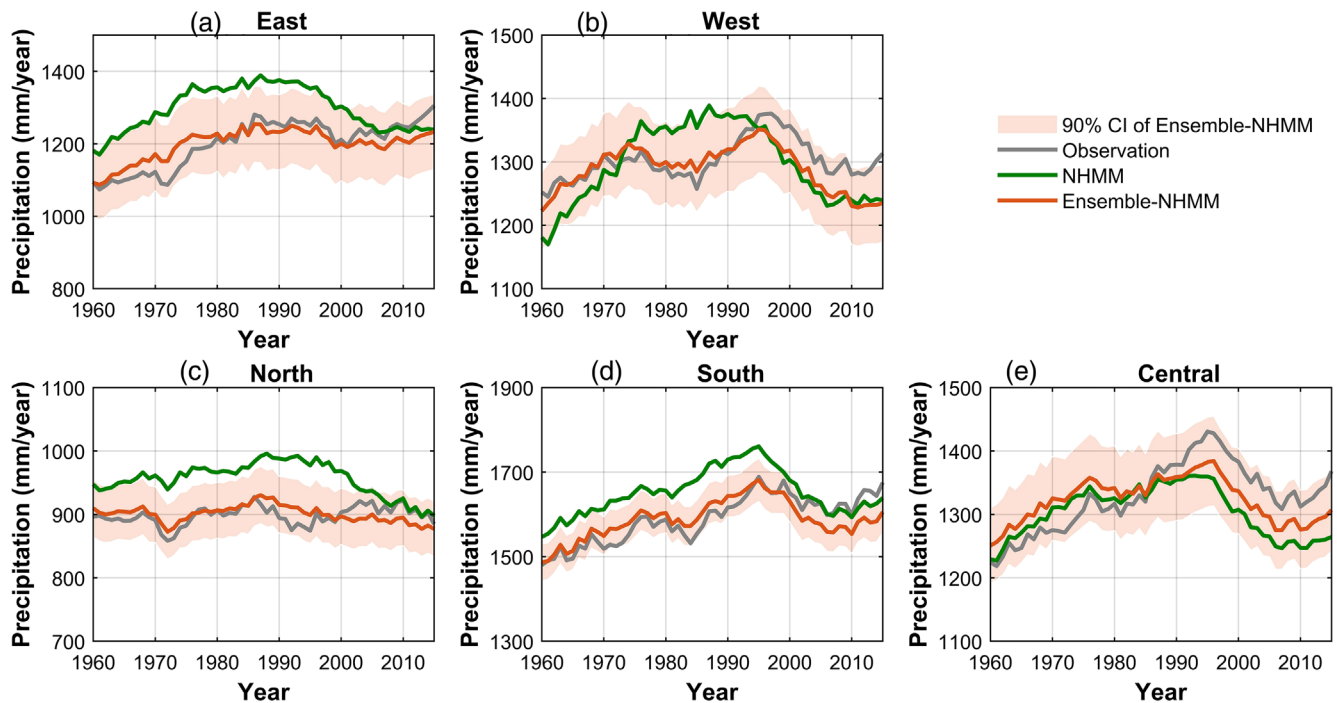 (a) East
Precipitation (mm/year)
1400
1200
1000
800
1960 1970 1980 1990 2000 2010
Year
(b) West
Precipitation (mm/year)
1500
1400
1300
1200
1100
1960 1970 1980 1990 2000 2010
Year
90% CI of Ensemble-NHMM
Observation
NHMM
Ensemble-NHMM
(c) North
Precipitation (mm/year)
1100
1000
900
800
700
1960 1970 1980 1990 2000 2010
Year
(d) South
Precipitation (mm/year)
1900
1700
1500
1300
1960 1970 1980 1990 2000 2010
Year
(e) Central
Precipitation (mm/year)
1500
1400
1300
1200
1100
1960 1970 1980 1990 2000 2010
Year